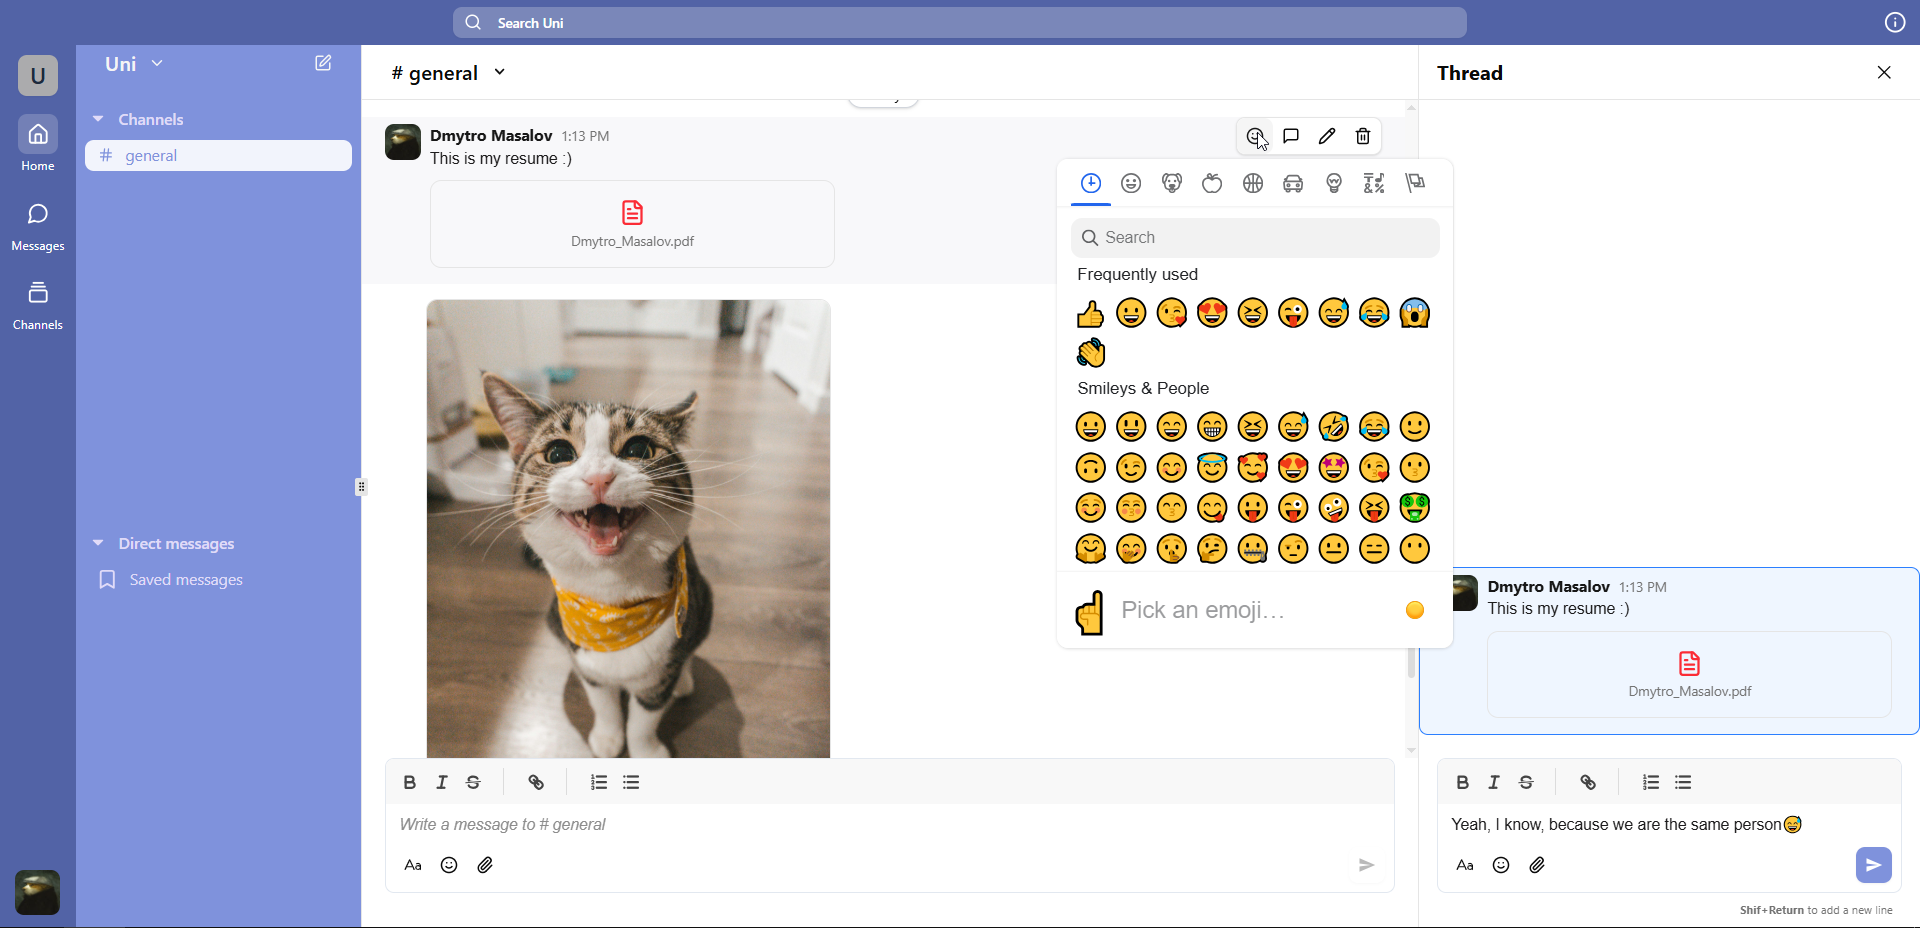 Search Uni
U
Uni
Home
Messages
Channels
Channels
# general
Direct messages
Saved messages
# general
Dmytro Masalov 1:13 PM
This is my resume :)
Dmytro_Masalov.pdf
Search
Frequently used
Smileys & People
Pick an emoji...
B I S
Write a message to # general
Aa
Thread
Dmytro Masalov 1:13 PM
This is my resume :)
Dmytro_Masalov.pdf
B I S
Yeah, I know, because we are the same person😅
Aa
Shif+Return to add a new line